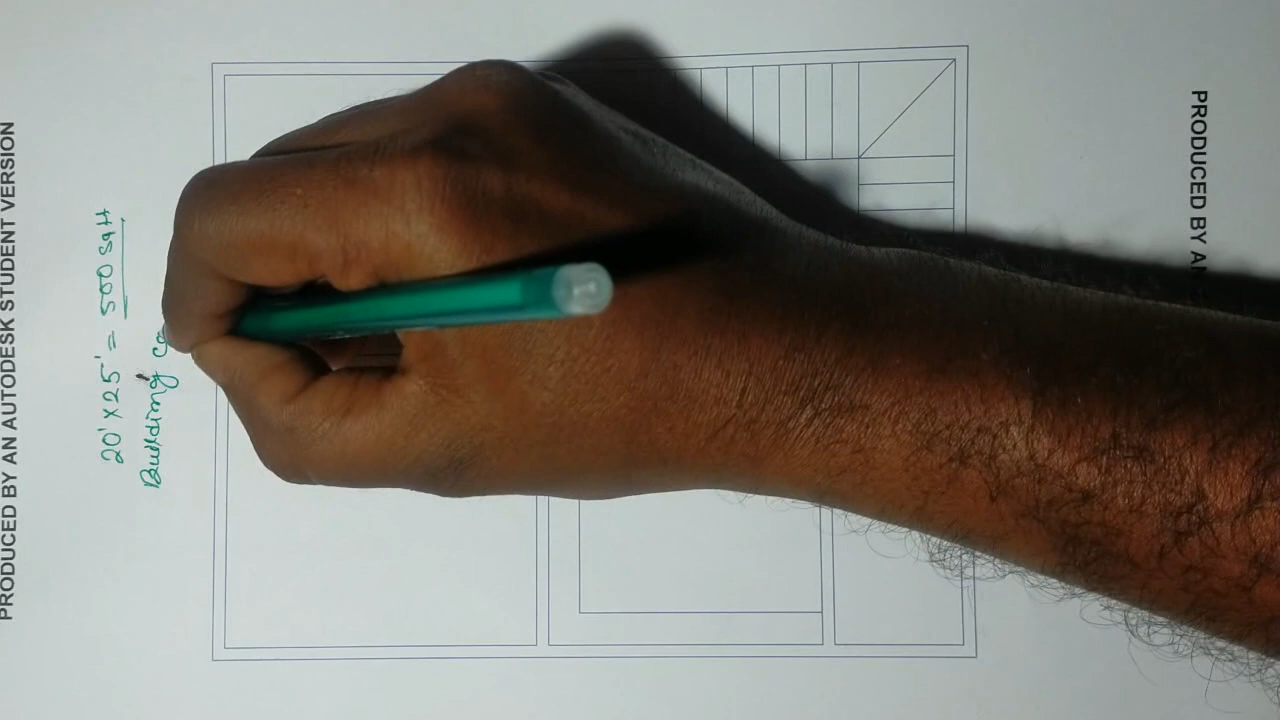 PRODUCED BY AN AUTODESK STUDENT VERSION
20' x 25' = 500 sqft
Building
PRODUCED BY A